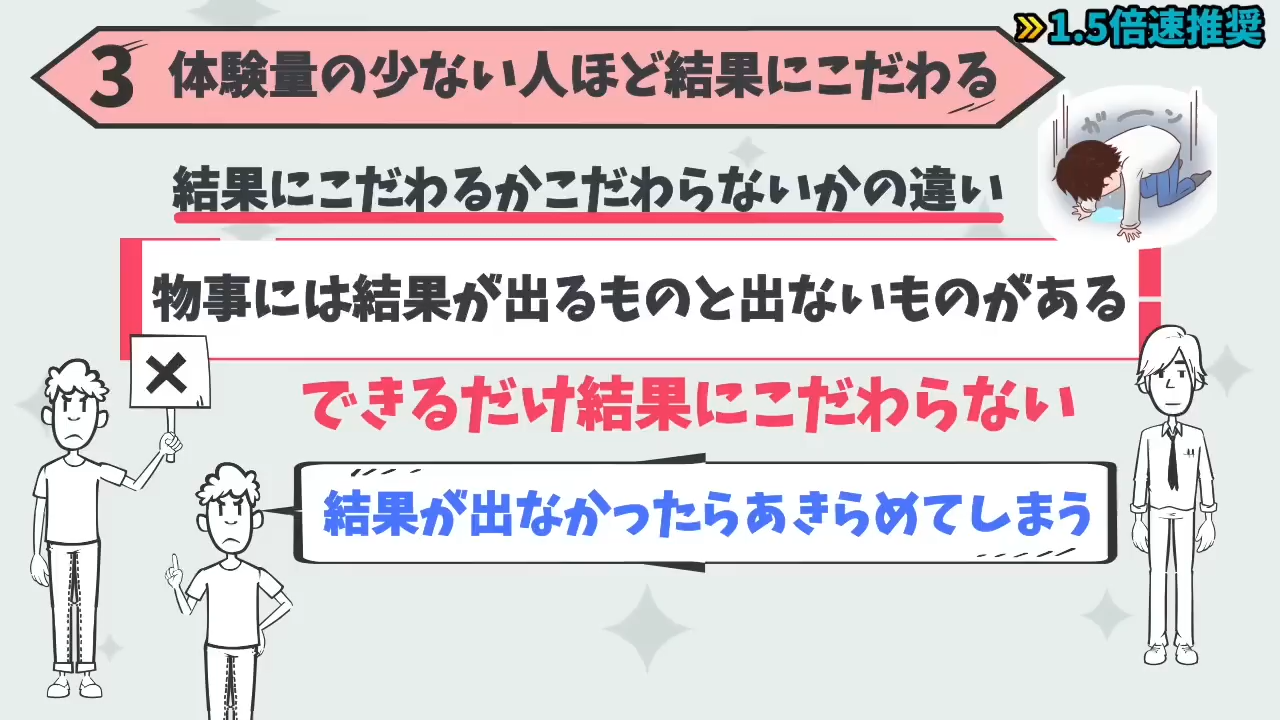 1.5倍速推奨
3 体験量の少ない人ほど結果にこだわる
ガーン
結果にこだわるかこだわらないかの違い
物事には結果が出るものと出ないものがある
できるだけ結果にこだわらない
結果が出なかったらあきらめてしまう